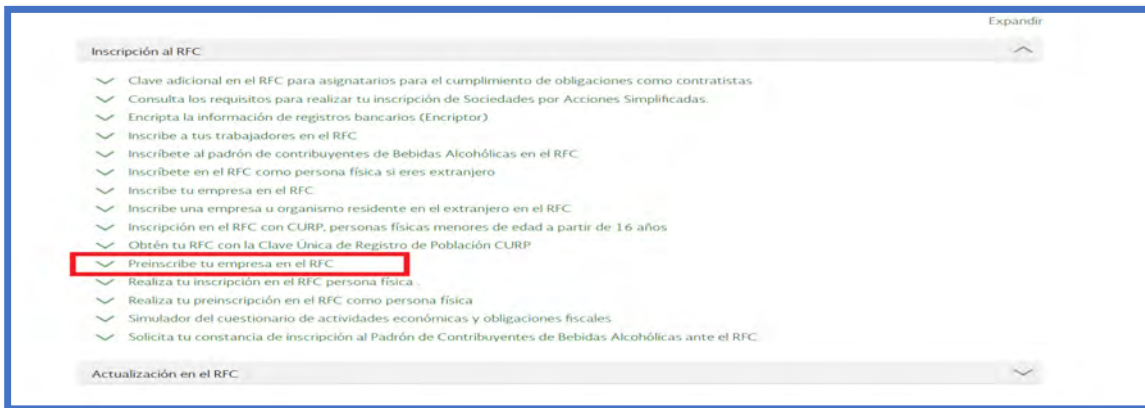 Expandir
Inscripción al RFC
Clave adicional en el RFC para asignatarios para el cumplimiento de obligaciones como contratistas
Consulta los requisitos para realizar tu inscripción de Sociedades por Acciones Simplificadas.
Encripta la información de registros bancarios (Encriptor)
Inscribe a tus trabajadores en el RFC
Inscríbete al padrón de contribuyentes de Bebidas Alcohólicas en el RFC
Inscríbete en el RFC como persona física si eres extranjero
Inscribe tu empresa en el RFC
Inscribe una empresa u organismo residente en el extranjero en el RFC
Inscripción en el RFC con CURP, personas físicas menores de edad a partir de 16 años
Obtén tu RFC con la Clave Única de Registro de Población CURP
Preinscribe tu empresa en el RFC
Realiza tu inscripción en el RFC persona física .
Realiza tu preinscripción en el RFC como persona física
Simulador del cuestionario de actividades económicas y obligaciones fiscales
Solicita tu constancia de inscripción al Padrón de Contribuyentes de Bebidas Alcohólicas ante el RFC
Actualización en el RFC